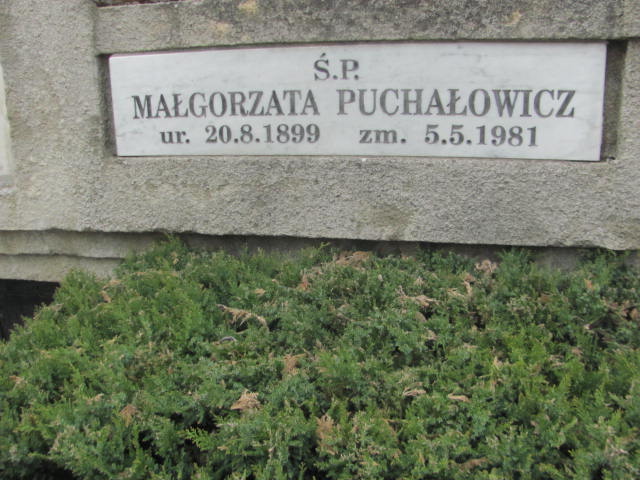 Ś.P.
MAŁGORZATA PUCHAŁOWICZ
ur. 20.8.1899 zm. 5.5.1981